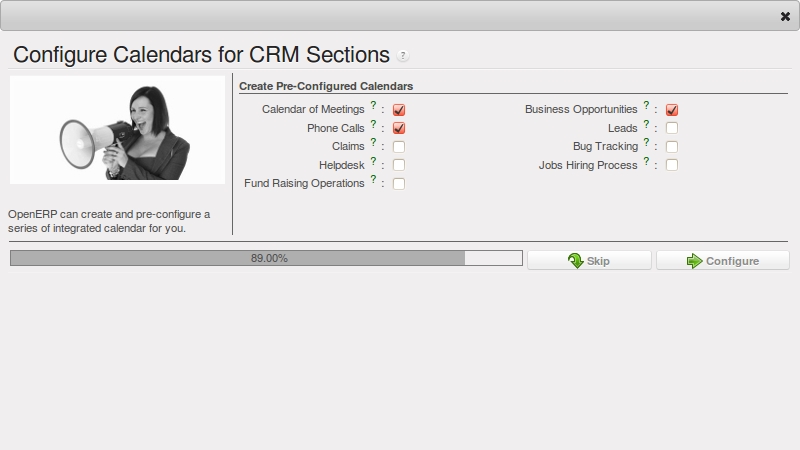 Configure Calendars for CRM Sections ?
Create Pre-Configured Calendars
Calendar of Meetings ? :
Business Opportunities ? :
Phone Calls ? :
Leads ? :
Claims ? :
Bug Tracking ? :
Helpdesk ? :
Jobs Hiring Process ? :
Fund Raising Operations ? :
OpenERP can create and pre-configure a
series of integrated calendar for you.
89.00%
Skip
Configure